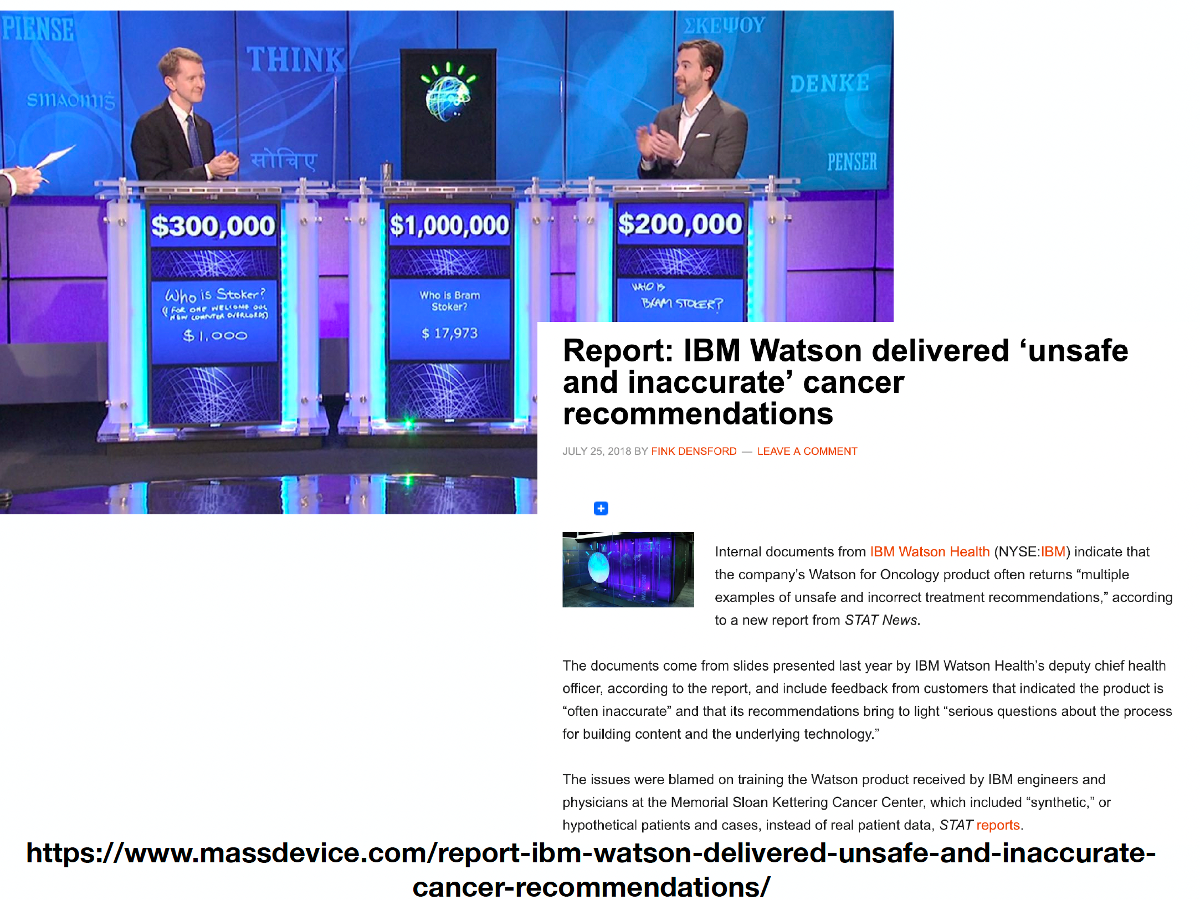 PIENSE
THINK
ΣΚΕΨΟΥ
DENKE
सोचिए
PENSER
$300,000
$1,000,000
$200,000
Who is Stoker?
(I FOR ONE WELCOME OUR
NEW COMPUTER OVERLORDS)
$1,000
Who is Bram
Stoker?
$ 17,973
WHO IS
BRAM STOKER?
Report: IBM Watson delivered ‘unsafe
and inaccurate’ cancer
recommendations
JULY 25, 2018 BY FINK DENSFORD — LEAVE A COMMENT
Internal documents from IBM Watson Health (NYSE:IBM) indicate that
the company’s Watson for Oncology product often returns “multiple
examples of unsafe and incorrect treatment recommendations,” according
to a new report from STAT News.
The documents come from slides presented last year by IBM Watson Health’s deputy chief health
officer, according to the report, and include feedback from customers that indicated the product is
“often inaccurate” and that its recommendations bring to light “serious questions about the process
for building content and the underlying technology.”
The issues were blamed on training the Watson product received by IBM engineers and
physicians at the Memorial Sloan Kettering Cancer Center, which included “synthetic,” or
hypothetical patients and cases, instead of real patient data, STAT reports.
https://www.massdevice.com/report-ibm-watson-delivered-unsafe-and-inaccurate-
cancer-recommendations/